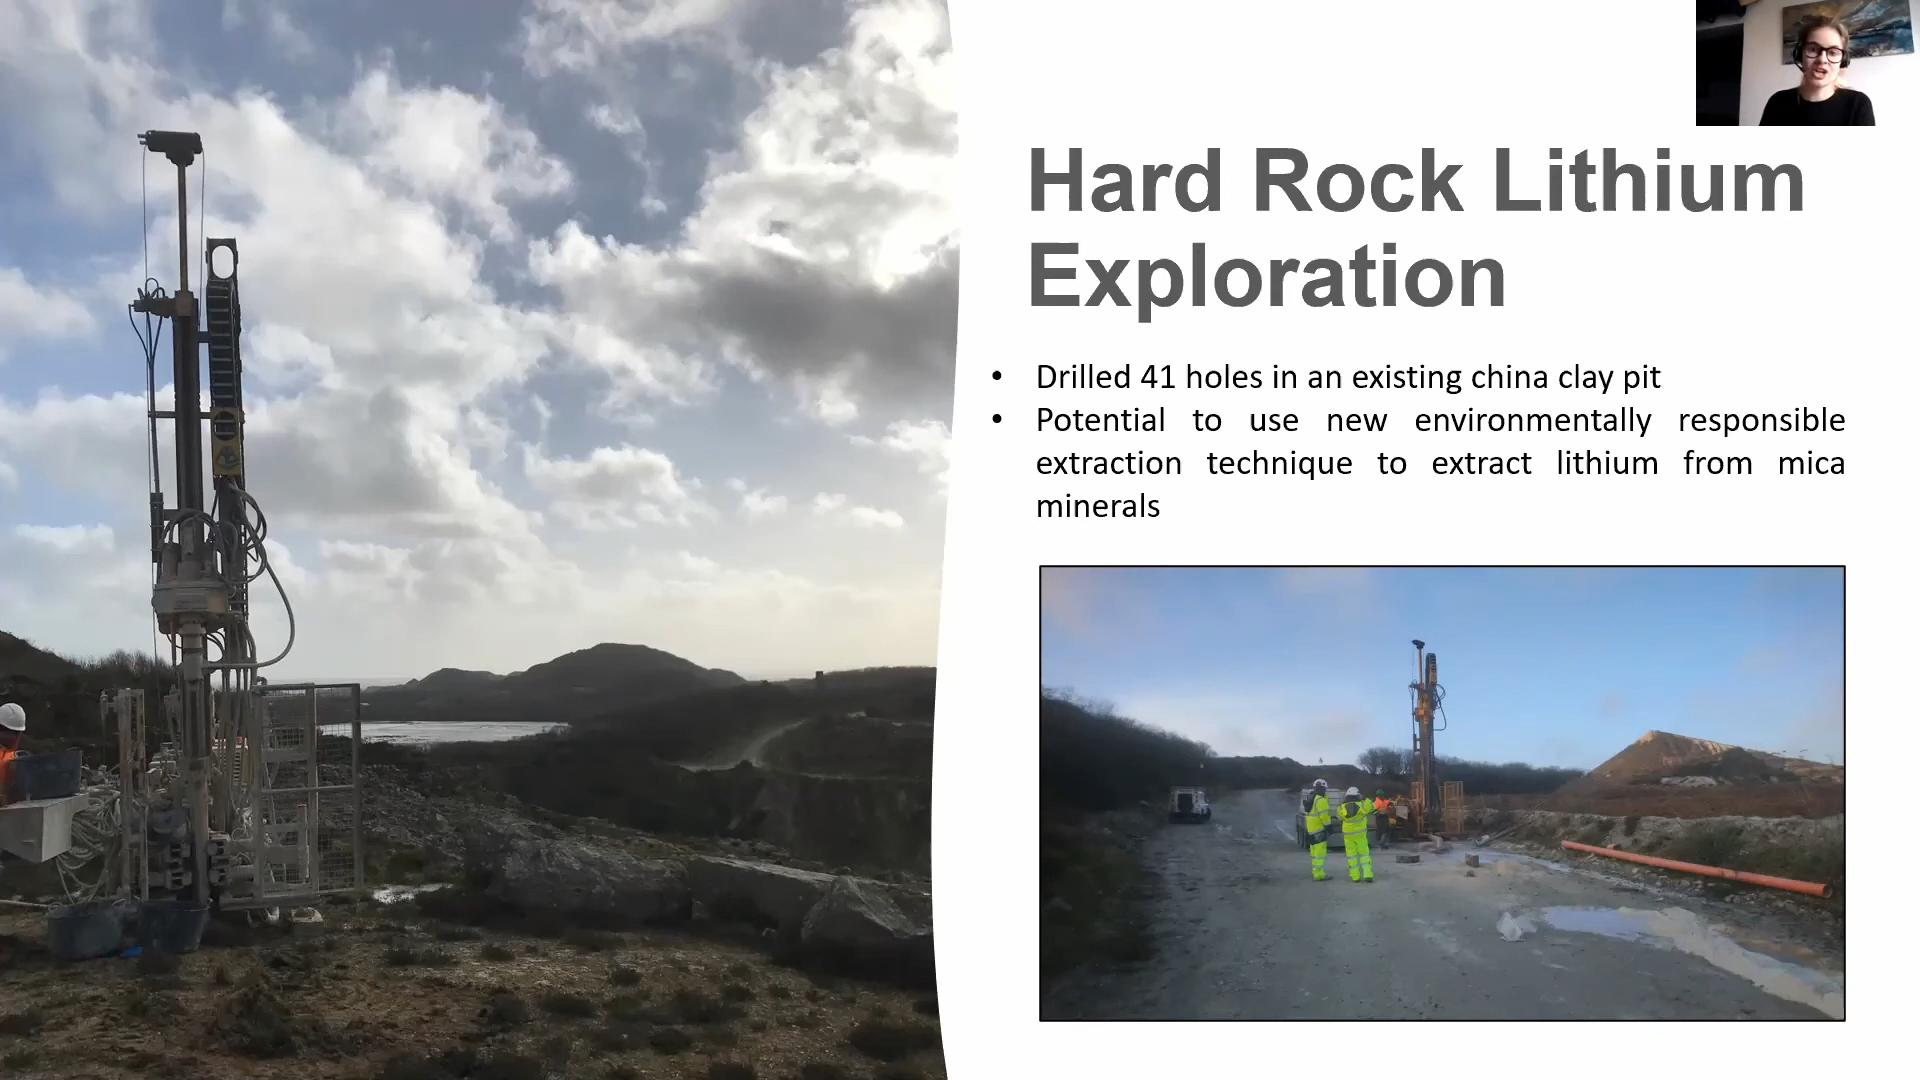 Hard Rock Lithium
Exploration
• Drilled 41 holes in an existing china clay pit
• Potential to use new environmentally responsible
extraction technique to extract lithium from mica
minerals